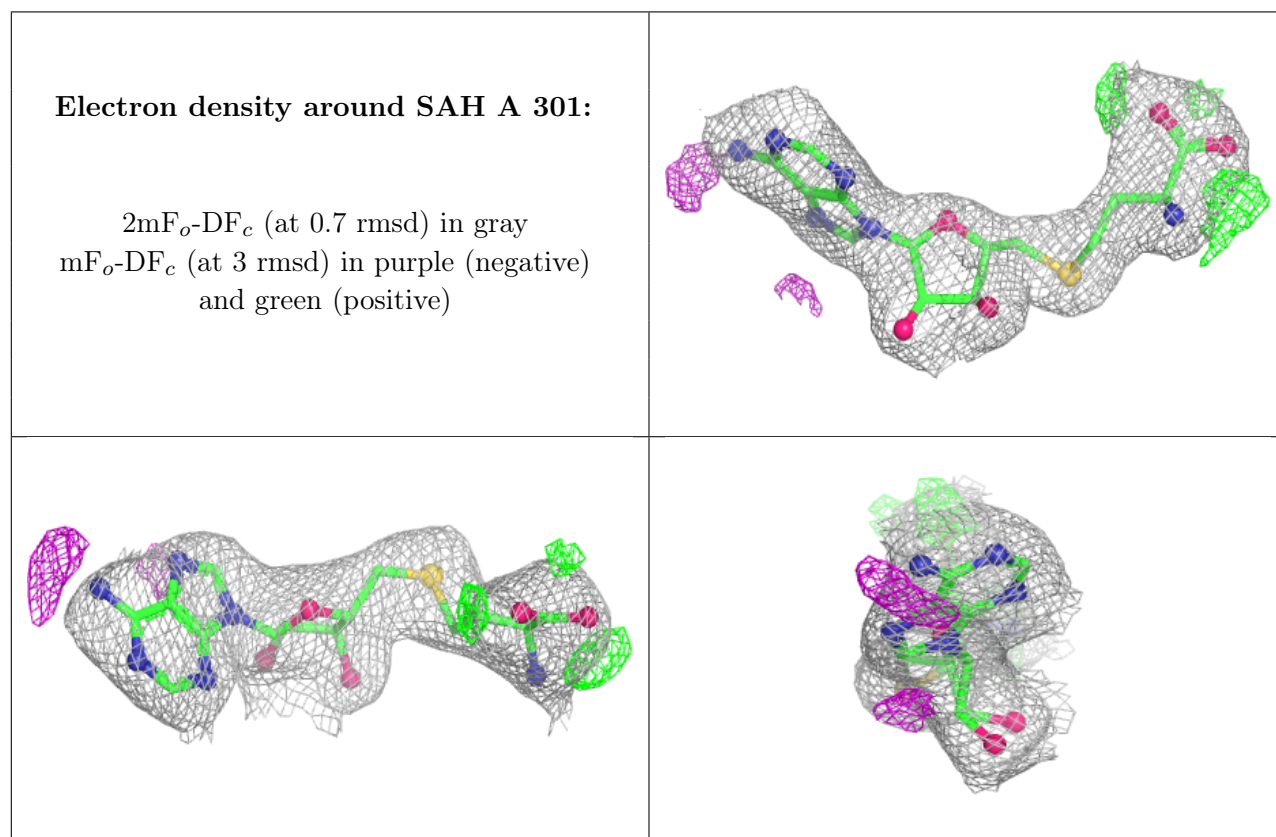 Electron density around SAH A 301:
2mFo-DFc (at 0.7 rmsd) in gray
mFo-DFc (at 3 rmsd) in purple (negative)
and green (positive)